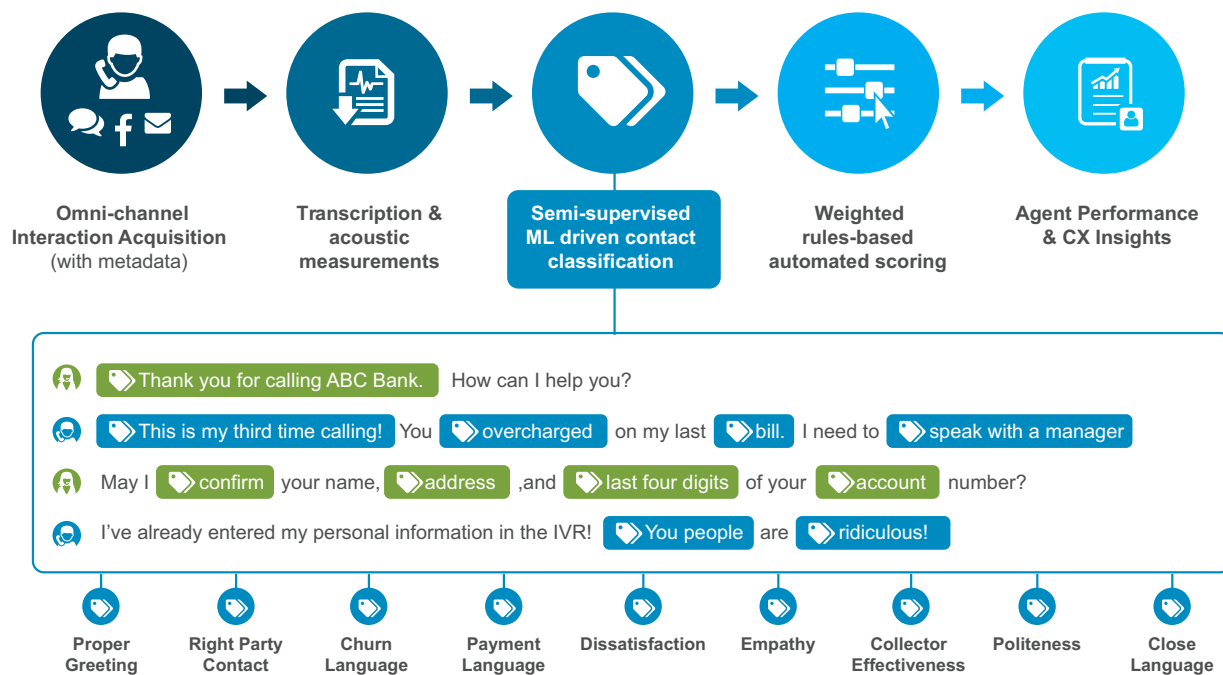 Omni-channel
Interaction Acquisition
(with metadata)
Transcription &
acoustic
measurements
Semi-supervised
ML driven contact
classification
Weighted
rules-based
automated scoring
Agent Performance
& CX Insights
Thank you for calling ABC Bank. How can I help you?
This is my third time calling! You overcharged on my last bill. I need to speak with a manager
May I confirm your name, address ,and last four digits of your account number?
I've already entered my personal information in the IVR! You people are ridiculous!
Proper
Greeting
Right Party
Contact
Churn
Language
Payment
Language
Dissatisfaction
Empathy
Collector
Effectiveness
Politeness
Close
Language